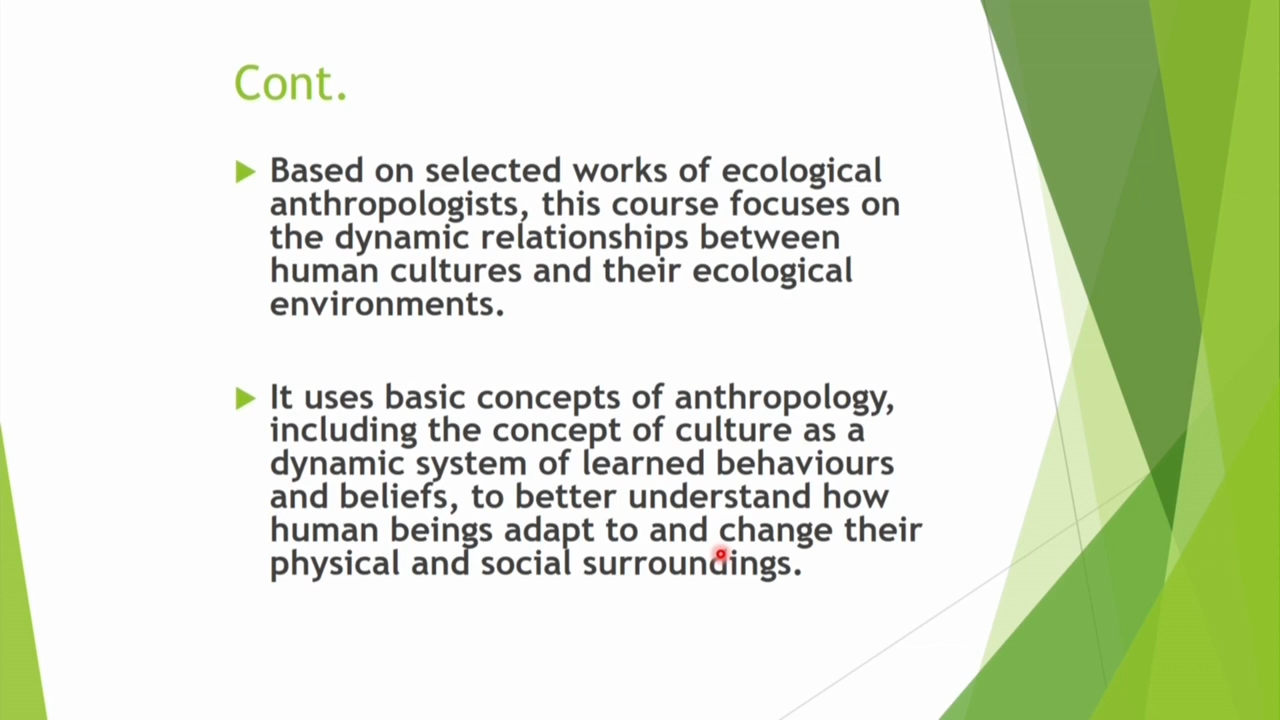 Cont.
Based on selected works of ecological
anthropologists, this course focuses on
the dynamic relationships between
human cultures and their ecological
environments.
It uses basic concepts of anthropology,
including the concept of culture as a
dynamic system of learned behaviours
and beliefs, to better understand how
human beings adapt to and change their
physical and social surroundings.